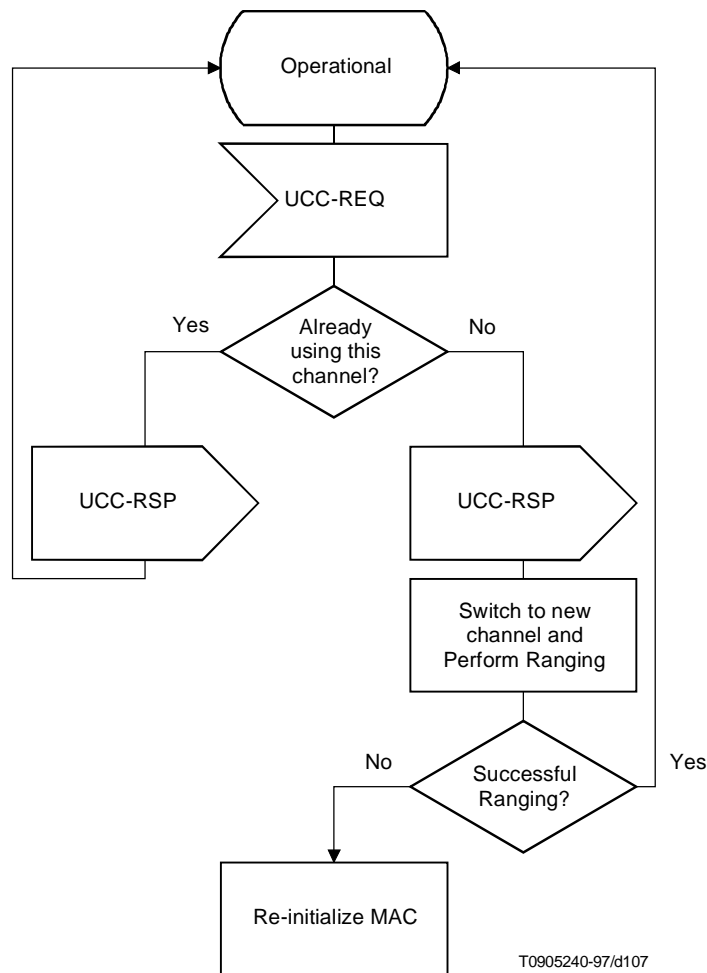 Operational
UCC-REQ
Yes
Already
using this
channel?
No
UCC-RSP
UCC-RSP
Switch to new
channel and
Perform Ranging
No
Successful
Ranging?
Yes
Re-initialize MAC
T0905240-97/d107